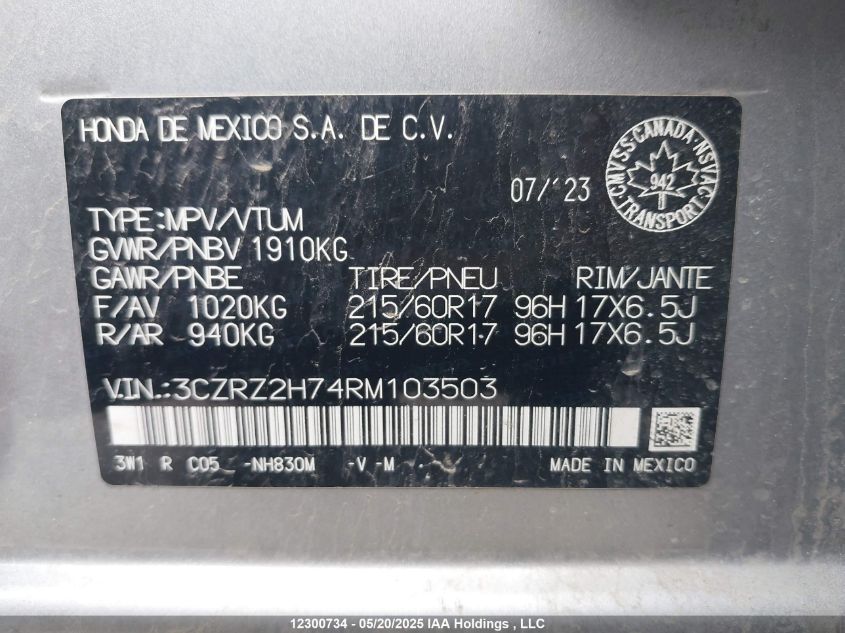 HONDA DE MEXICO S.A. DE C.V.
07/'23
CMVSS·CANADA·NSVAC
942
TRANSPORT
TYPE:MPV/VTUM
GVWR/PNBV 1910KG
GAWR/PNBE TIRE/PNEU RIM/JANTE
F/AV 1020KG 215/60R17 96H 17X6.5J
R/AR 940KG 215/60R17 96H 17X6.5J
V.IN.:3CZRZ2H74RM103503
3W1 R C05 -NH830M -V -M MADE IN MEXICO
12300734 - 05/20/2025 IAA Holdings , LLC